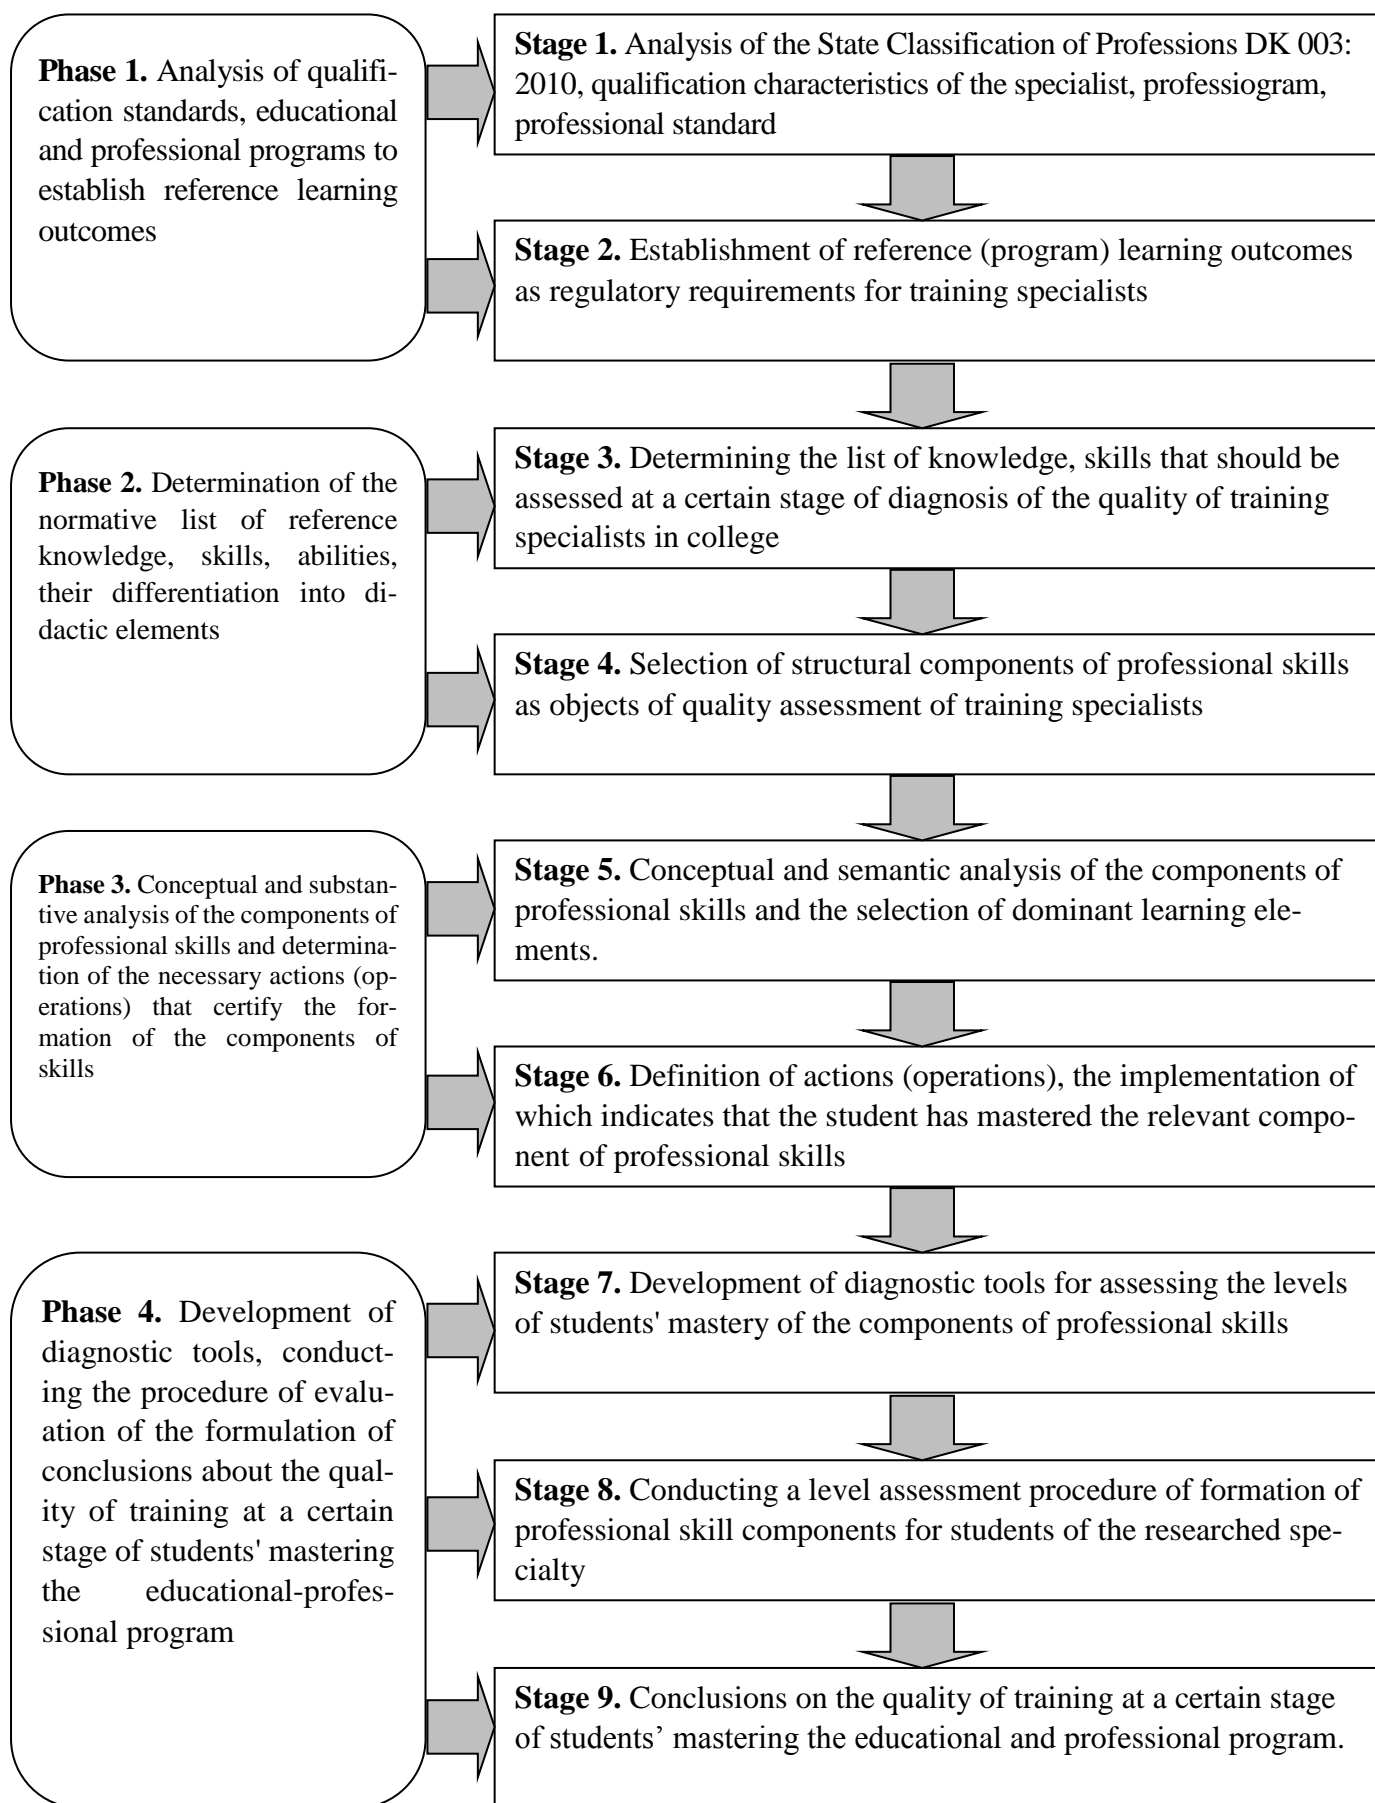 Phase 1. Analysis of qualifi-
cation standards, educational
and professional programs to
establish reference learning
outcomes
Stage 1. Analysis of the State Classification of Professions DK 003:
2010, qualification characteristics of the specialist, professiogram,
professional standard
Stage 2. Establishment of reference (program) learning outcomes
as regulatory requirements for training specialists
Phase 2. Determination of the
normative list of reference
knowledge, skills, abilities,
their differentiation into di-
dactic elements
Stage 3. Determining the list of knowledge, skills that should be
assessed at a certain stage of diagnosis of the quality of training
specialists in college
Stage 4. Selection of structural components of professional skills
as objects of quality assessment of training specialists
Phase 3. Conceptual and substan-
tive analysis of the components of
professional skills and determina-
tion of the necessary actions (op-
erations) that certify the for-
mation of the components of
skills
Stage 5. Conceptual and semantic analysis of the components of
professional skills and the selection of dominant learning ele-
ments.
Stage 6. Definition of actions (operations), the implementation of
which indicates that the student has mastered the relevant compo-
nent of professional skills
Phase 4. Development of
diagnostic tools, conduct-
ing the procedure of evalu-
ation of the formulation of
conclusions about the qual-
ity of training at a certain
stage of students' mastering
the educational-profes-
sional program
Stage 7. Development of diagnostic tools for assessing the levels
of students' mastery of the components of professional skills
Stage 8. Conducting a level assessment procedure of formation of
professional skill components for students of the researched spe-
cialty
Stage 9. Conclusions on the quality of training at a certain stage
of students’ mastering the educational and professional program.